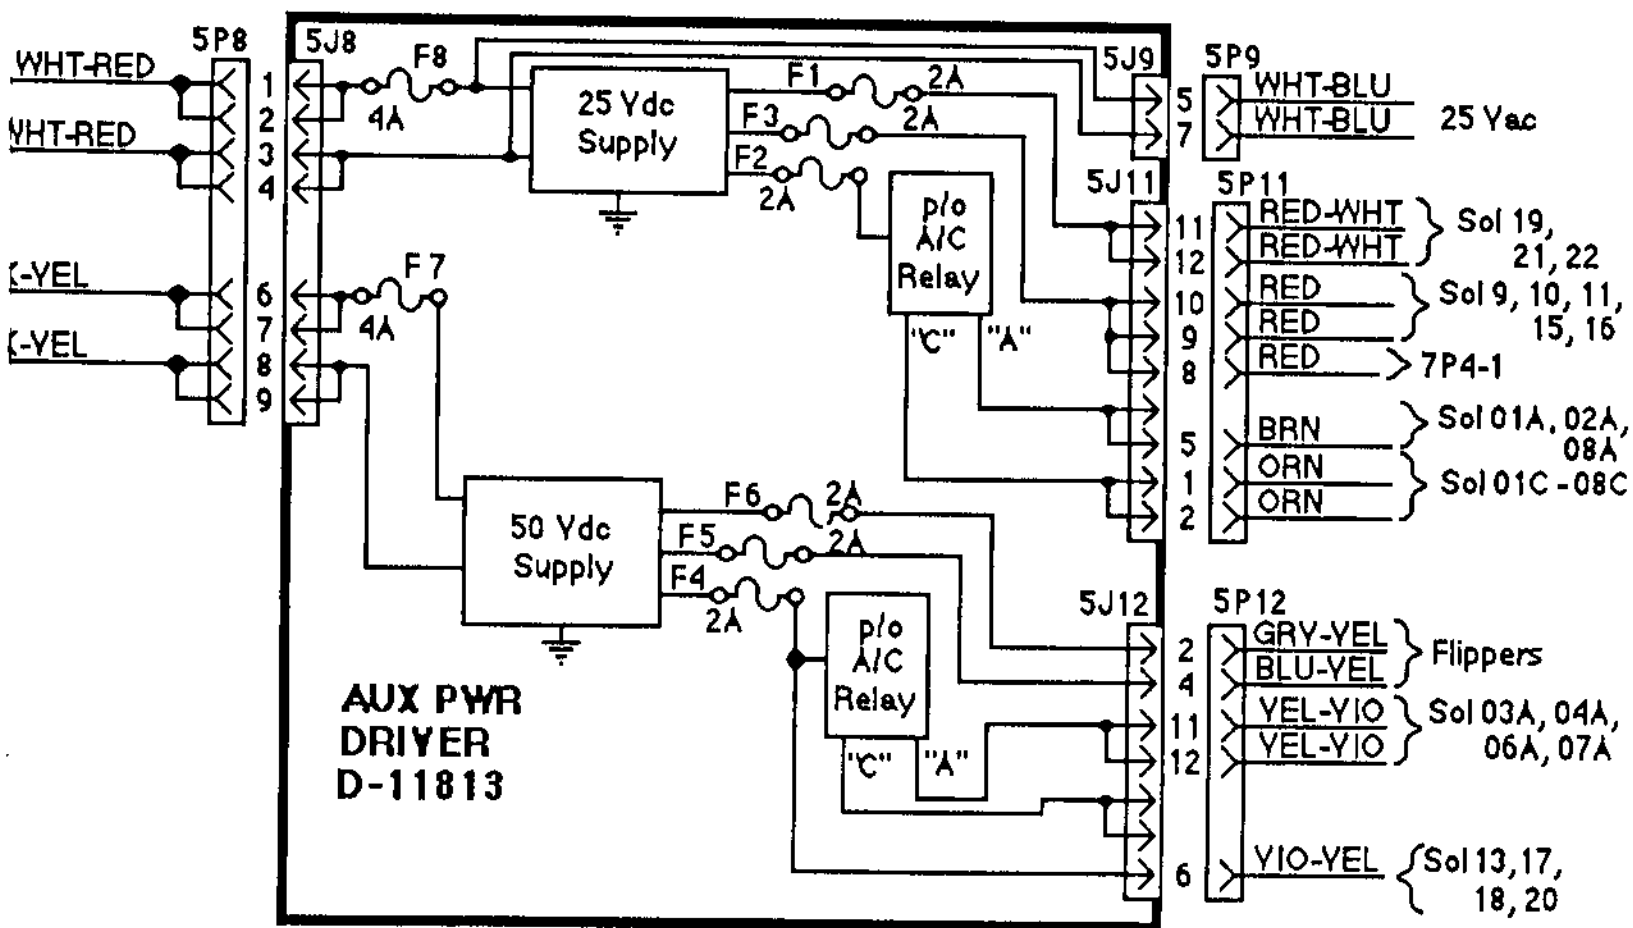 5P8
5J8
WHT-RED
WHT-RED
-YEL
-YEL
1
2
3
4
6
7
8
9
F8
4A
F7
4A
25 Vdc
Supply
F1
2A
F3
2A
F2
2A
p/o
A/C
Relay
"C"
"A"
50 Vdc
Supply
F6
2A
F5
2A
F4
2A
p/o
A/C
Relay
"C"
"A"
AUX PWR
DRIVER
D-11813
5J9
5P9
5
WHT-BLU
7
WHT-BLU
25 Vac
5J11
5P11
11
RED-WHT
12
RED-WHT
Sol 19,
21, 22
10
RED
9
RED
Sol 9, 10, 11,
15, 16
8
RED
7P4-1
5
BRN
Sol 01A, 02A,
08A
1
ORN
2
ORN
Sol 01C - 08C
5J12
5P12
2
GRY-YEL
4
BLU-YEL
Flippers
11
YEL-VIO
12
YEL-VIO
Sol 03A, 04A,
06A, 07A
6
VIO-YEL
Sol 13, 17,
18, 20